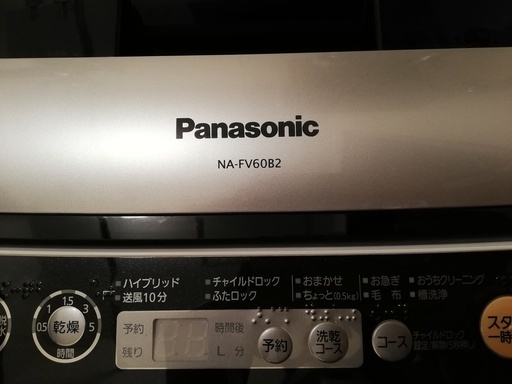 Panasonic
NA-FV60B2
ハイブリッド
送風10分
チャイルドロック
ふたロック
おまかせ
ちょっと(0.5kg)
お急ぎ
毛布
おうちクリーニング
槽洗浄
0.5 1 1.5 3 5
乾燥
時間
予約
残り
時間後
L 分
予約
洗乾
コース
コース
チャイルドロック
スタ
一時